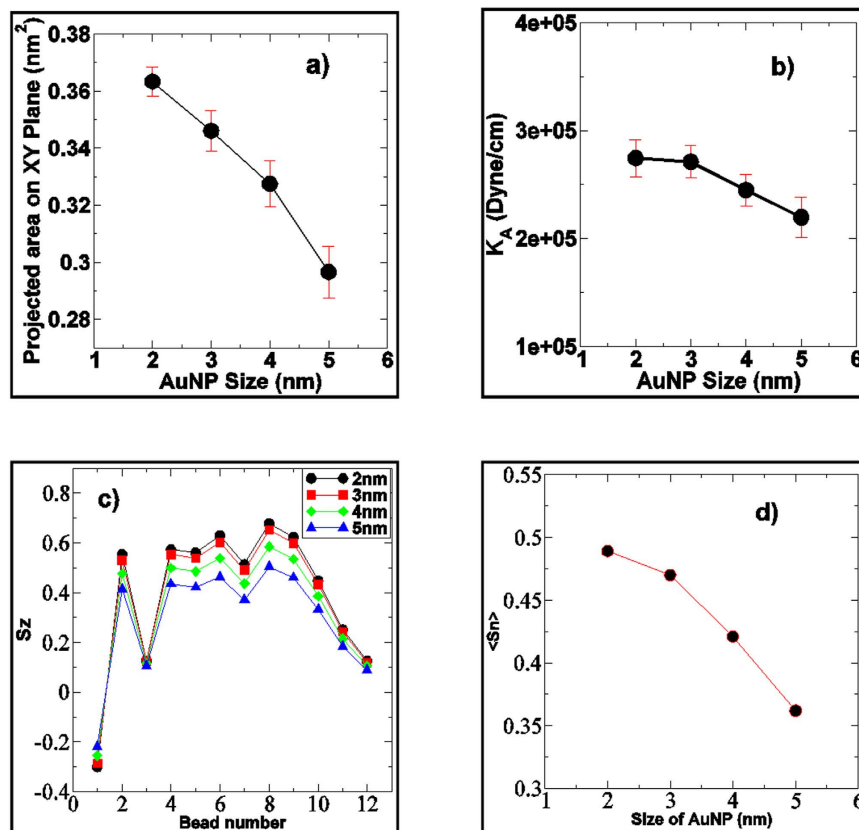 a)
0.38
0.36
0.34
0.32
0.3
0.28
1 2 3 4 5 6
Projected area on XY Plane (nm²)
AuNP Size (nm)
b)
4e+05
3e+05
2e+05
1e+05
1 2 3 4 5 6
K_A (Dyne/cm)
AuNP Size (nm)
c)
2nm
3nm
4nm
5nm
0.8
0.6
0.4
0.2
0
-0.2
-0.4
0 2 4 6 8 10 12
Sz
Bead number
d)
0.55
0.5
0.45
0.4
0.35
0.3
1 2 3 4 5 6
<Sn>
Size of AuNP (nm)